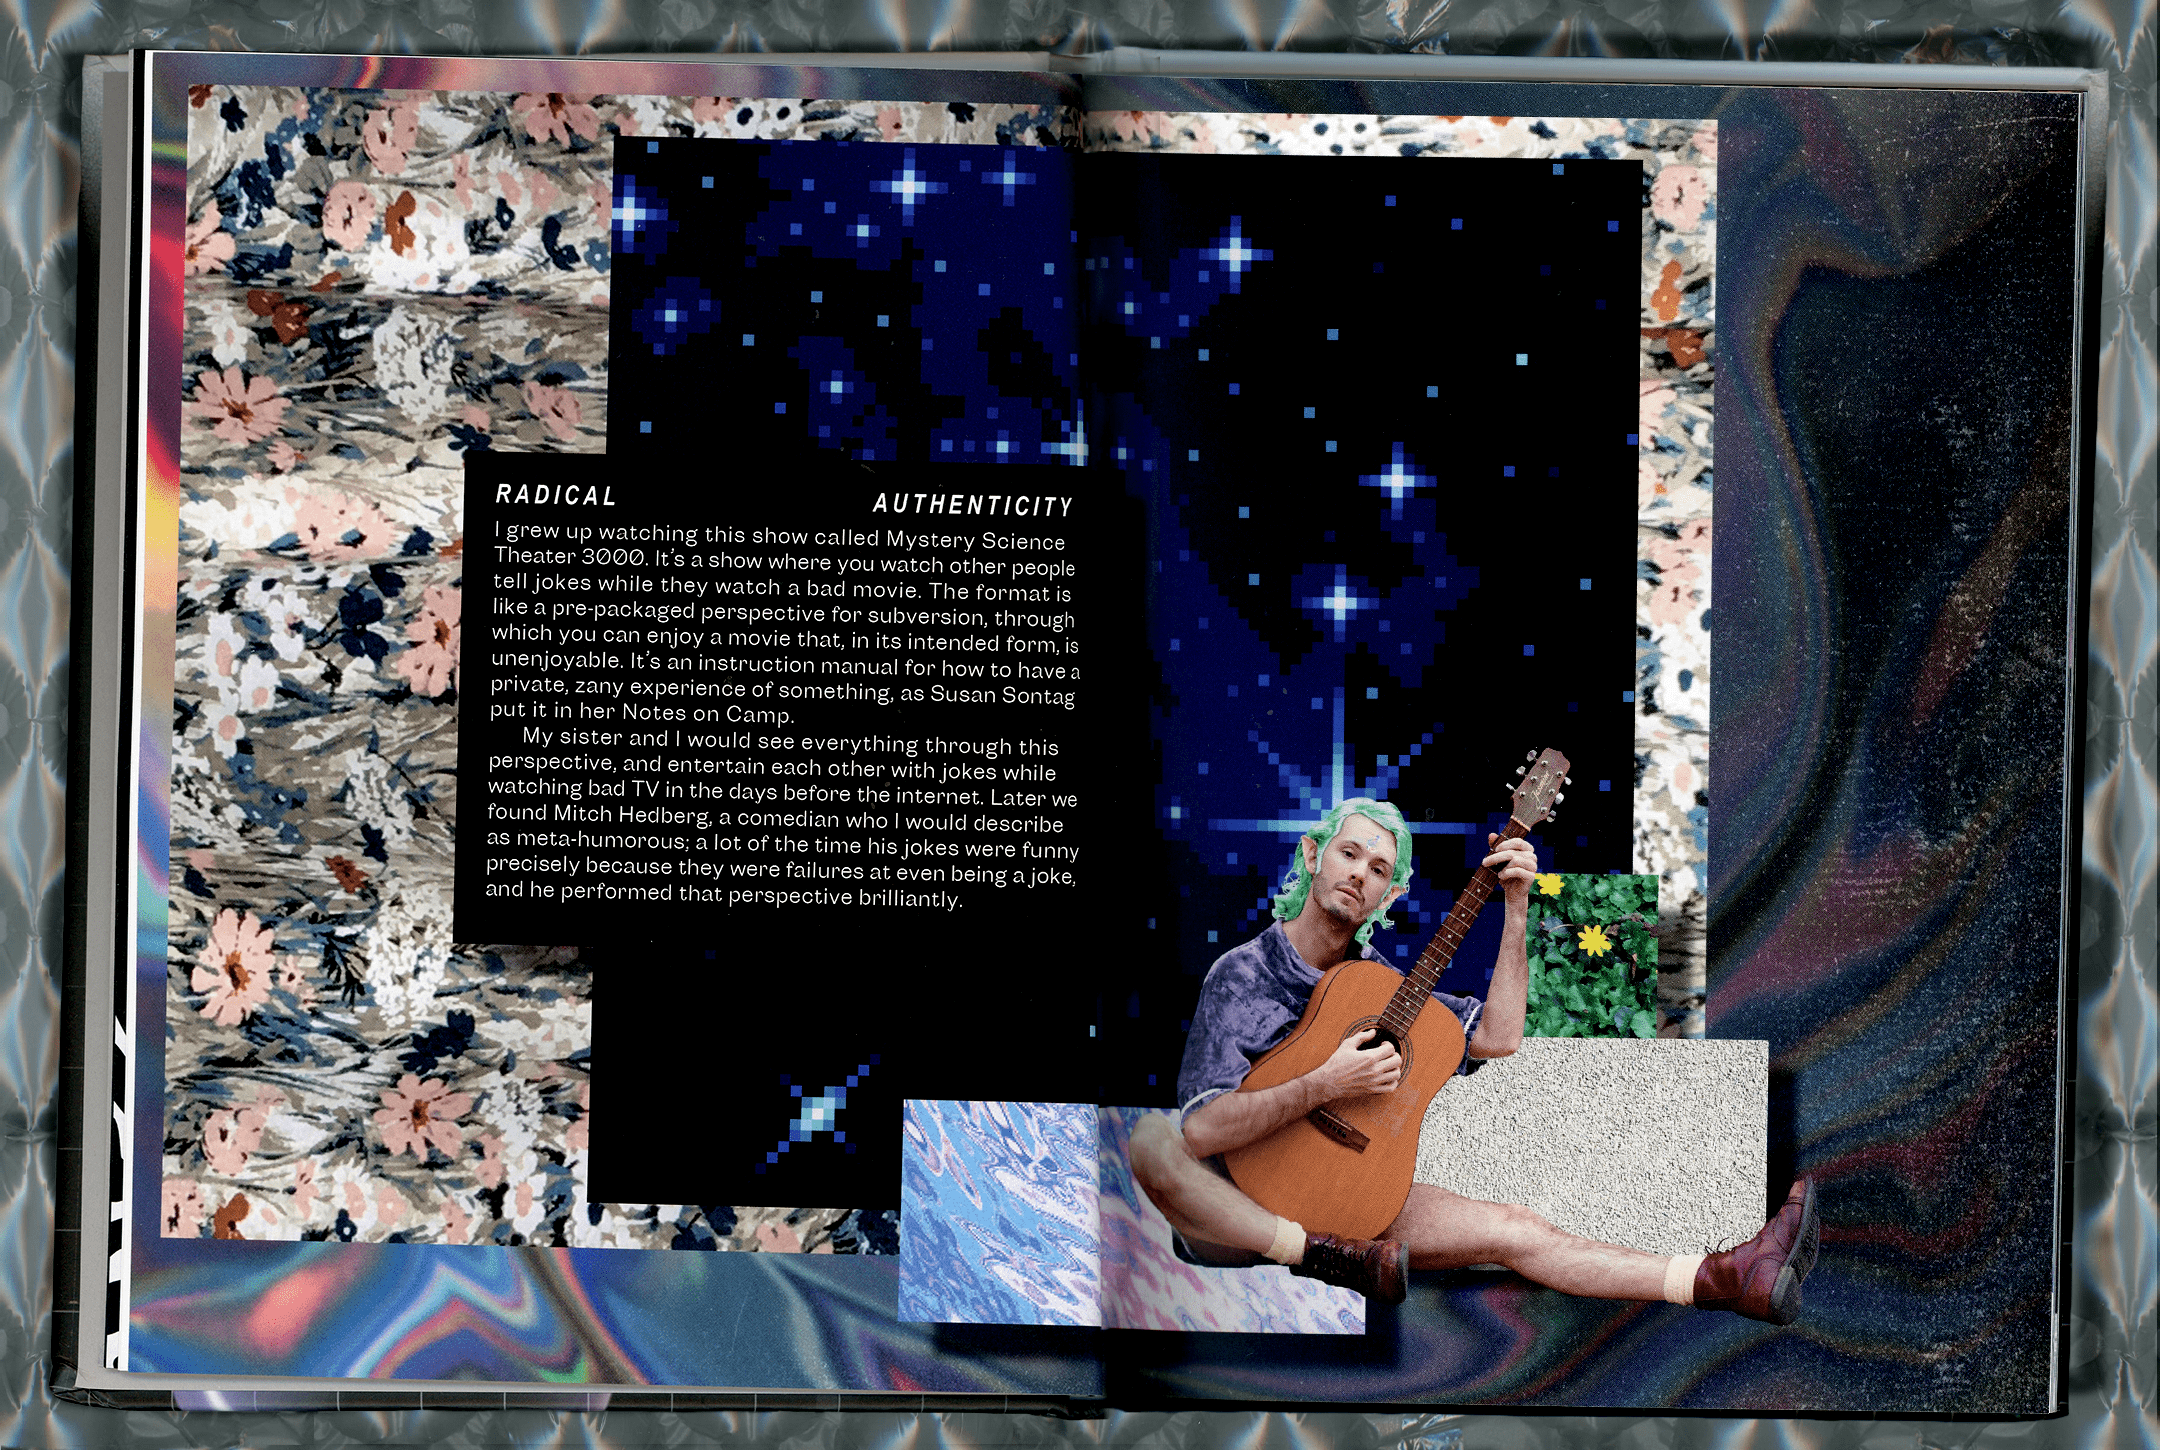 RADICAL AUTHENTICITY
I grew up watching this show called Mystery Science
Theater 3000. It's a show where you watch other people
tell jokes while they watch a bad movie. The format is
like a pre-packaged perspective for subversion, through
which you can enjoy a movie that, in its intended form, is
unenjoyable. It's an instruction manual for how to have a
private, zany experience of something, as Susan Sontag
put it in her Notes on Camp.
My sister and I would see everything through this
perspective, and entertain each other with jokes while
watching bad TV in the days before the internet. Later we
found Mitch Hedberg, a comedian who I would describe
as meta-humorous; a lot of the time his jokes were funny
precisely because they were failures at even being a joke,
and he performed that perspective brilliantly.